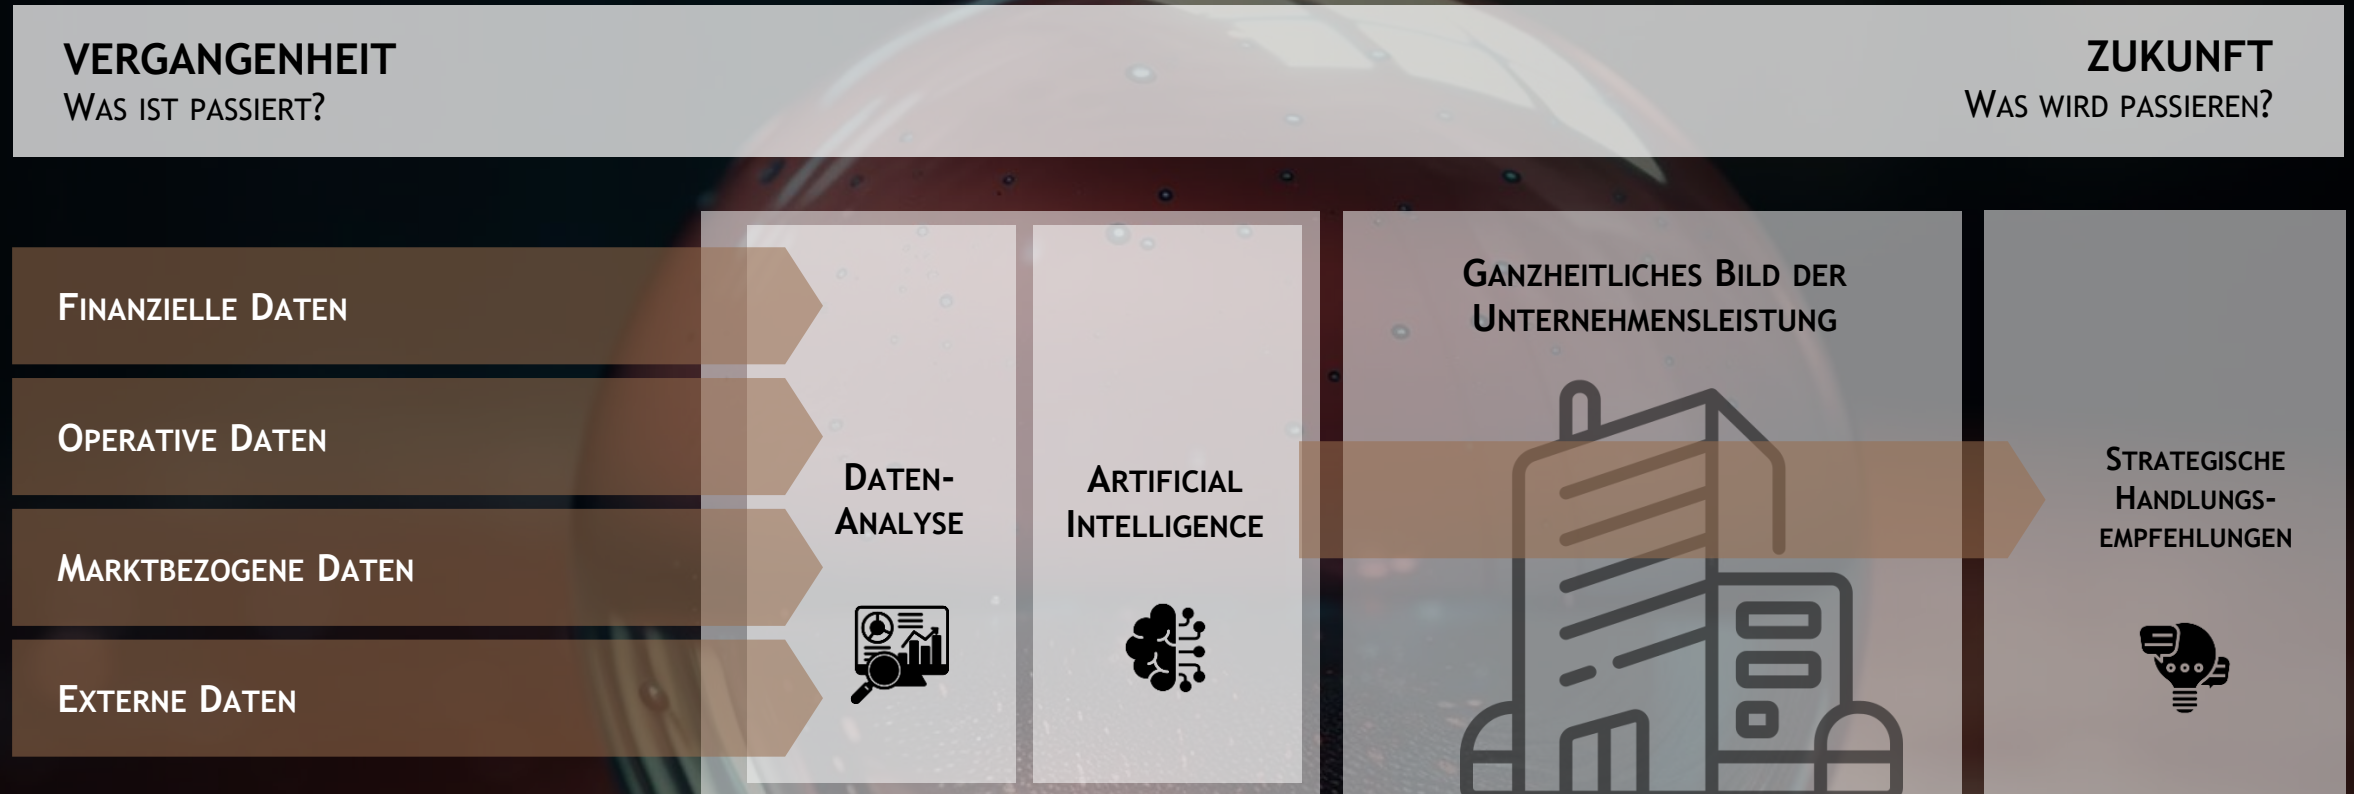 VERGANGENHEIT
WAS IST PASSIERT?
ZUKUNFT
WAS WIRD PASSIEREN?
FINANZIELLE DATEN
OPERATIVE DATEN
MARKTBEZOGENE DATEN
EXTERNE DATEN
DATEN-
ANALYSE
ARTIFICIAL
INTELLIGENCE
GANZHEITLICHES BILD DER
UNTERNEHMENSLEISTUNG
STRATEGISCHE
HANDLUNGS-
EMPFEHLUNGEN